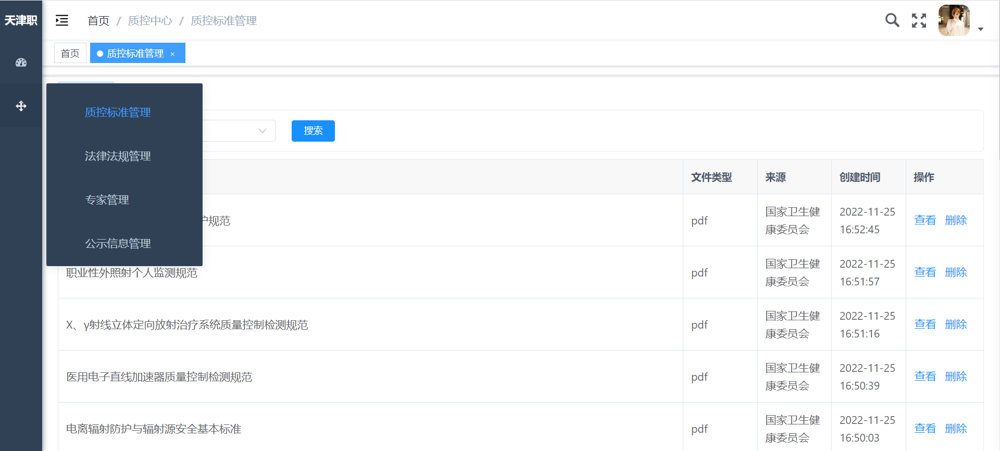 天津职
首页 / 质控中心 / 质控标准管理
首页
质控标准管理 ×
质控标准管理
法律法规管理
专家管理
公示信息管理
搜索
文件类型 来源 创建时间 操作
规范 pdf 国家卫生健康委员会 2022-11-25 16:52:45 查看 删除
职业性外照射个人监测规范 pdf 国家卫生健康委员会 2022-11-25 16:51:57 查看 删除
X、γ射线立体定向放射治疗系统质量控制检测规范 pdf 国家卫生健康委员会 2022-11-25 16:51:16 查看 删除
医用电子直线加速器质量控制检测规范 pdf 国家卫生健康委员会 2022-11-25 16:50:39 查看 删除
电离辐射防护与辐射源安全基本标准 pdf 国家卫生健康委员会 2022-11-25 16:50:03 查看 删除